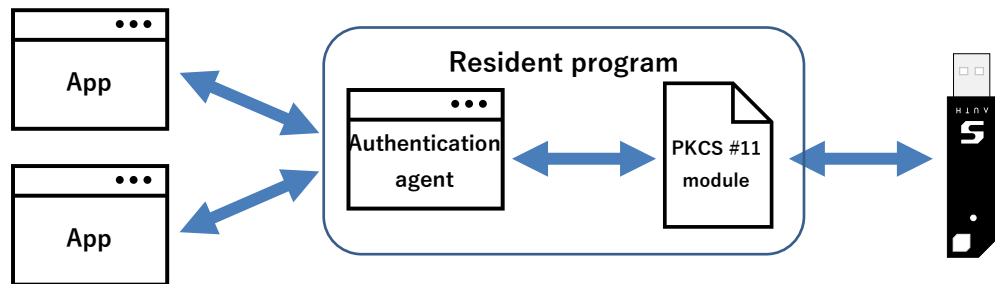 App
App
Resident program
Authentication
agent
PKCS #11
module
AUTH
S